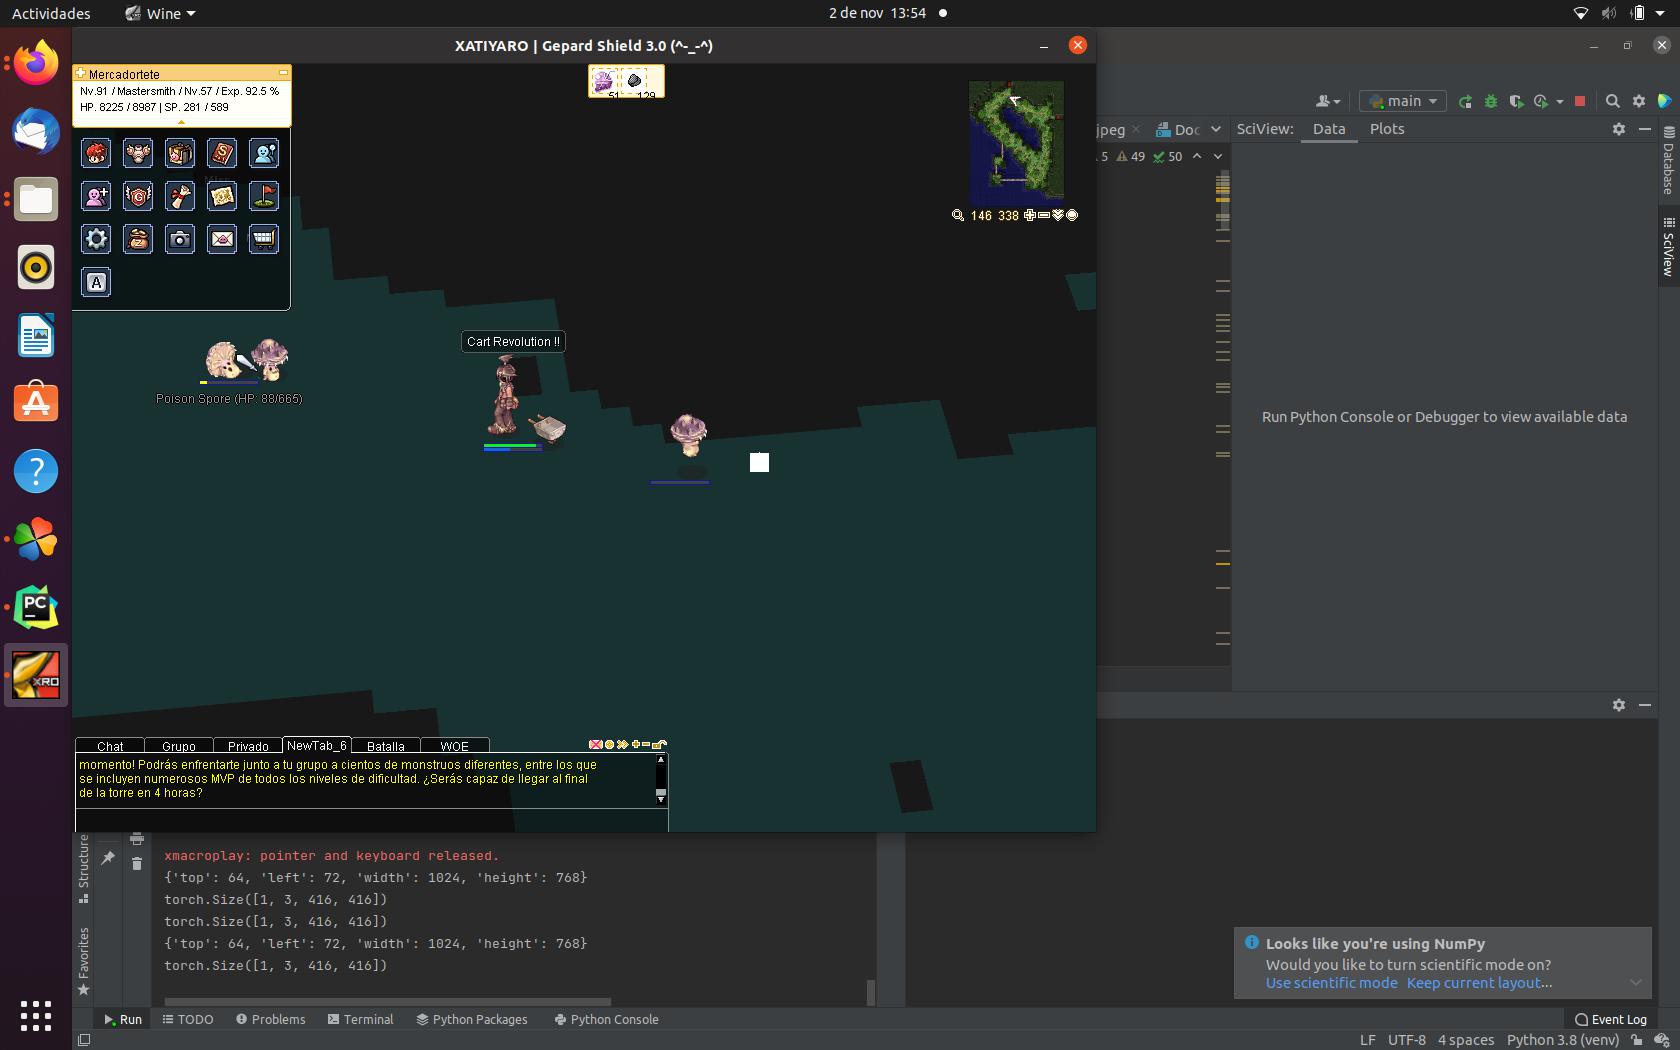 Actividades
Wine
2 de nov 13:54
XATIYARO | Gepard Shield 3.0 (^-_-^)
Mercadortete
Nv.91 / Mastersmith / Nv.57 / Exp. 92.5 %
HP. 8225 / 8987 | SP. 281 / 589
51
129
A
146 338
Cart Revolution !!
Poison Spore (HP: 88/665)
Chat
Grupo
Privado
NewTab_6
Batalla
WOE
momento! Podrás enfrentarte junto a tu grupo a cientos de monstruos diferentes, entre los que
se incluyen numerosos MVP de todos los niveles de dificultad. ¿Serás capaz de llegar al final
de la torre en 4 horas?
main
jpeg
Doc
SciView:
Data
Plots
5
49
50
Database
SciView
Run Python Console or Debugger to view available data
PC
XRO
Structure
Favorites
xmacroplay: pointer and keyboard released.
{'top': 64, 'left': 72, 'width': 1024, 'height': 768}
torch.Size([1, 3, 416, 416])
torch.Size([1, 3, 416, 416])
{'top': 64, 'left': 72, 'width': 1024, 'height': 768}
torch.Size([1, 3, 416, 416])
Looks like you're using NumPy
Would you like to turn scientific mode on?
Use scientific mode Keep current layout...
Run
TODO
Problems
Terminal
Python Packages
Python Console
Event Log
LF UTF-8 4 spaces Python 3.8 (venv)